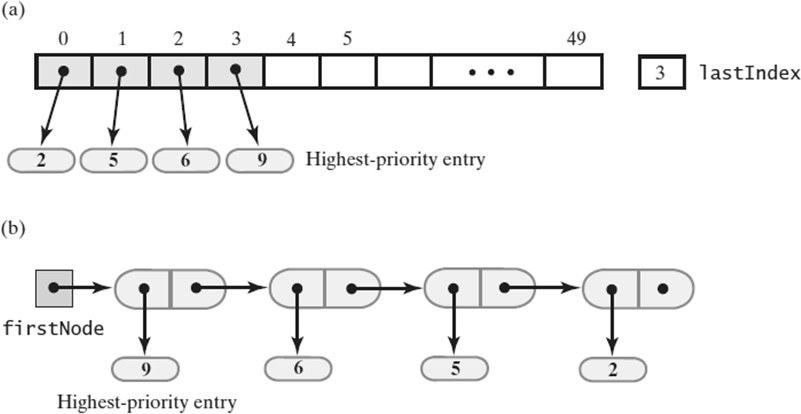 (a)
0 1 2 3 4 5 49
3 lastIndex
2 5 6 9 Highest-priority entry
(b)
firstNode
9 6 5 2
Highest-priority entry